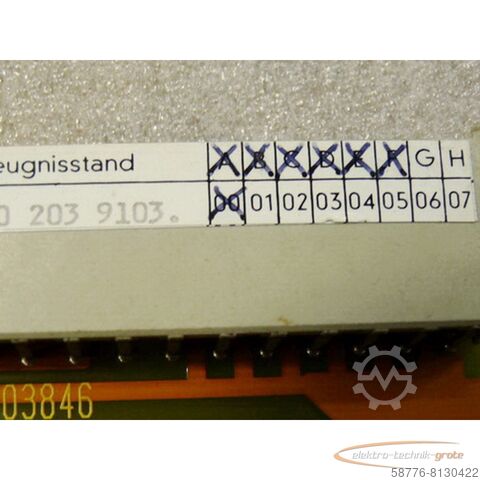 eugnisstand A B C D E F G H
0 203 9103. 00 01 02 03 04 05 06 07
03846
elektro-technik-grote
58776-8130422